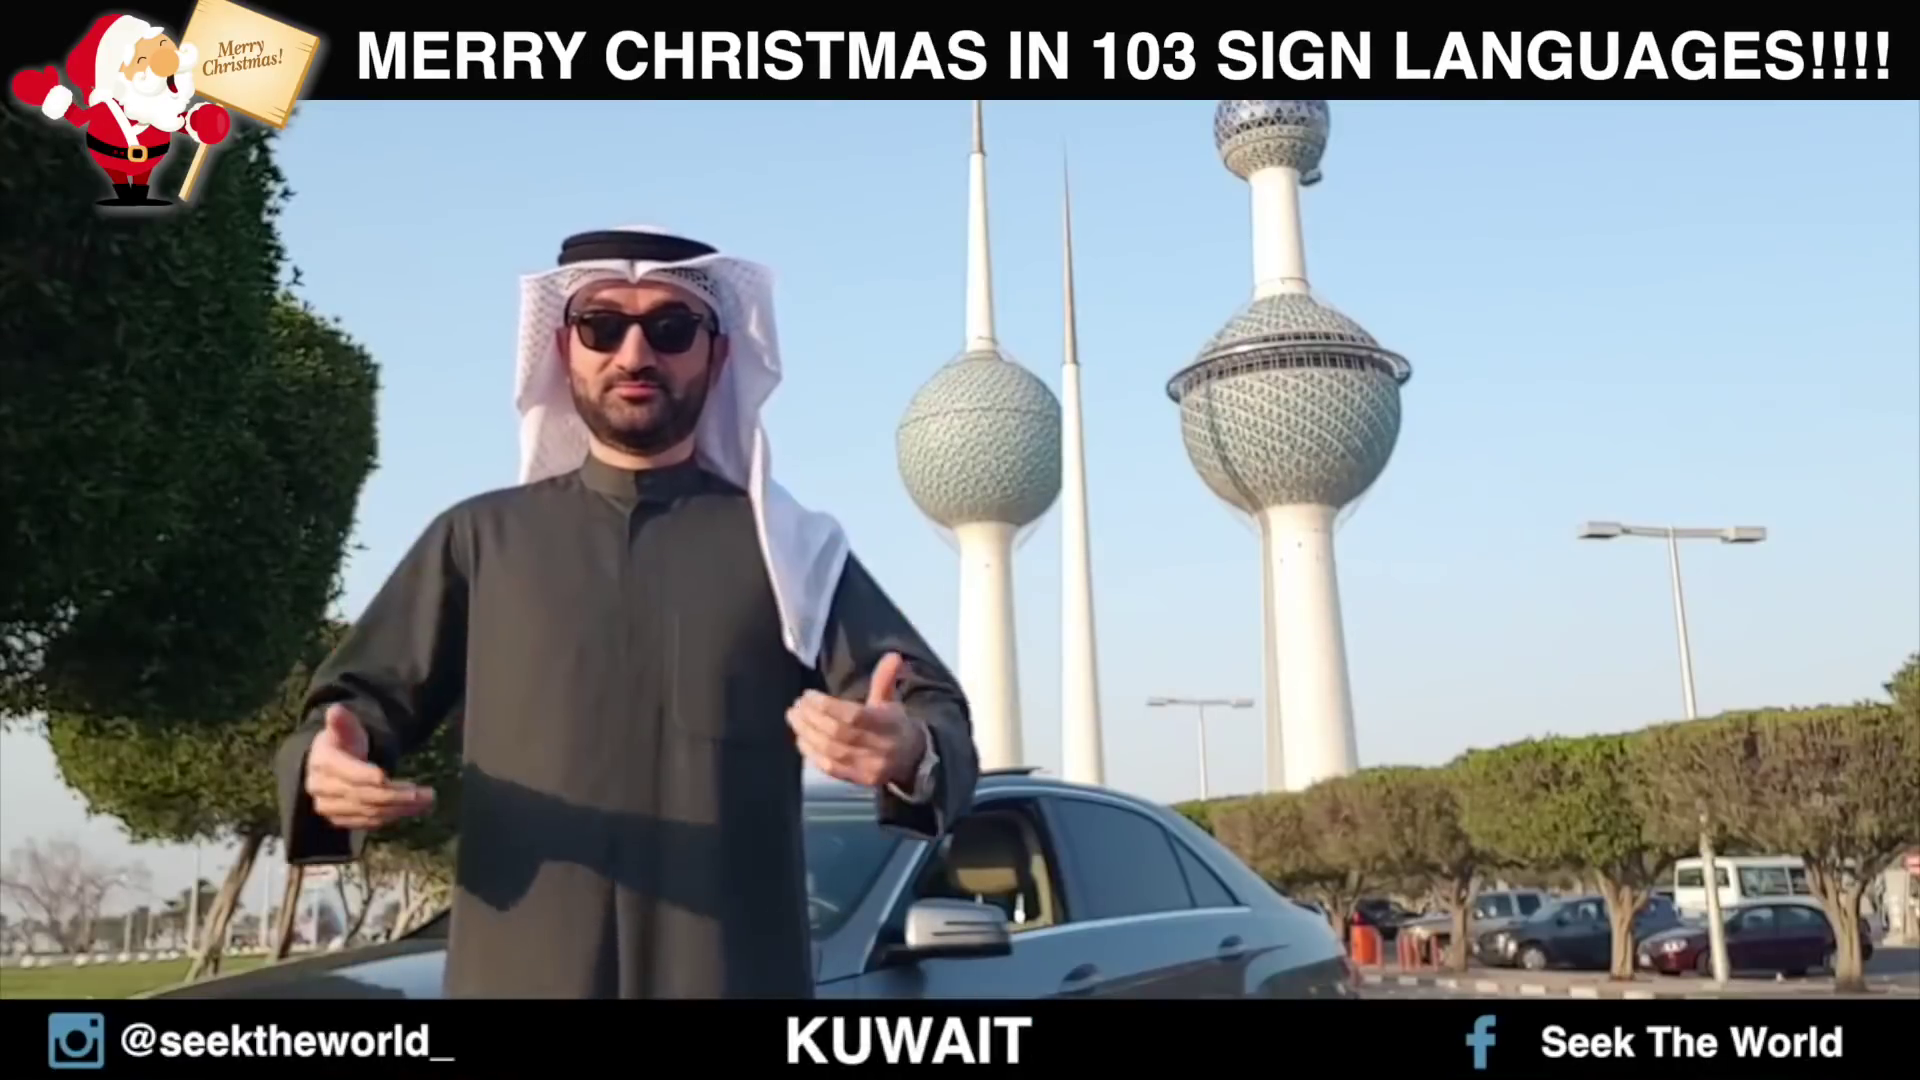 Merry
Christmas!
MERRY CHRISTMAS IN 103 SIGN LANGUAGES!!!!
@seektheworld_
KUWAIT
Seek The World